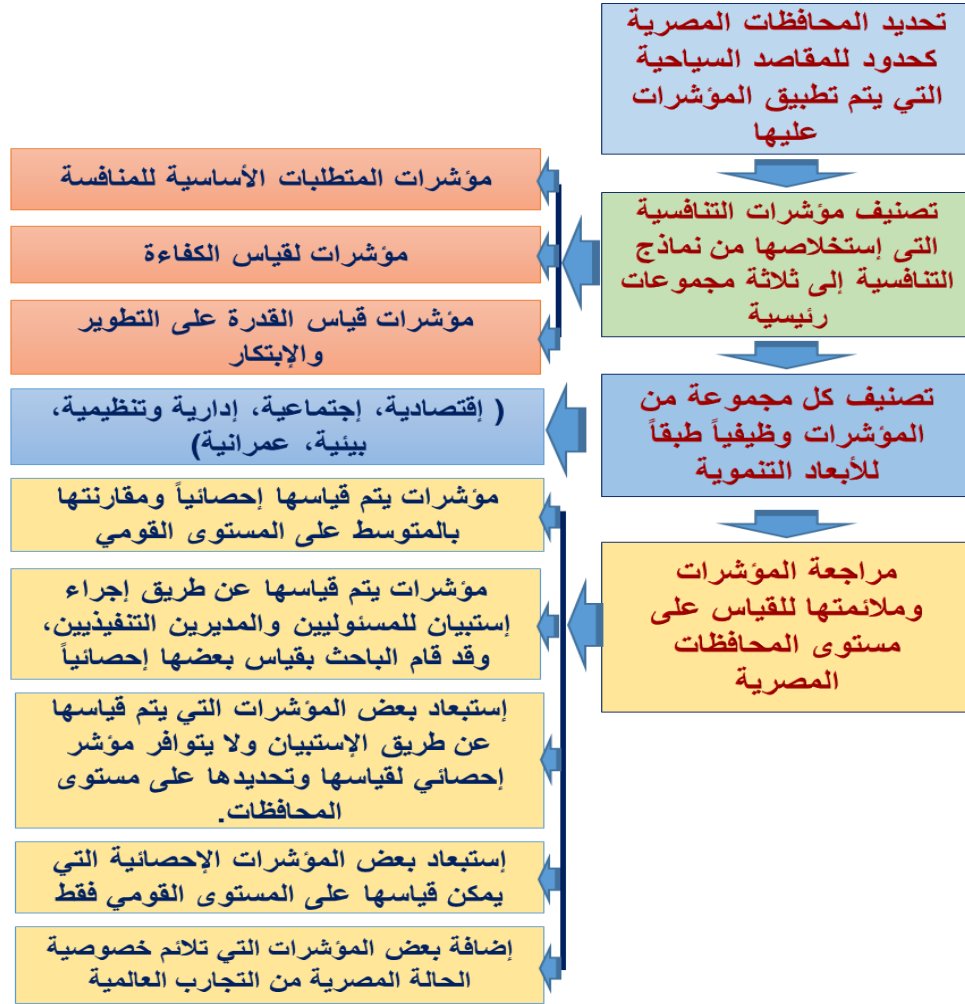 تحديد المحافظات المصرية
كحدود للمقاصد السياحية
التي يتم تطبيق المؤشرات
عليها
تصنيف مؤشرات التنافسية
التى إستخلاصها من نماذج
التنافسية إلى ثلاثة مجموعات
رئيسية
مؤشرات المتطلبات الأساسية للمنافسة
مؤشرات لقياس الكفاءة
مؤشرات قياس القدرة على التطوير
والإبتكار
تصنيف كل مجموعة من
المؤشرات وظيفياً طبقاً
للأبعاد التنموية
( إقتصادية، إجتماعية، إدارية وتنظيمية،
بيئية، عمرانية)
مراجعة المؤشرات
وملائمتها للقياس على
مستوى المحافظات
المصرية
مؤشرات يتم قياسها إحصائياً ومقارنتها
بالمتوسط على المستوى القومي
مؤشرات يتم قياسها عن طريق إجراء
إستبيان للمسئوليين والمديرين التنفيذيين،
وقد قام الباحث بقياس بعضها إحصائياً
إستبعاد بعض المؤشرات التي يتم قياسها
عن طريق الإستبيان ولا يتوافر مؤشر
إحصائي لقياسها وتحديدها على مستوى
المحافظات.
إستبعاد بعض المؤشرات الإحصائية التي
يمكن قياسها على المستوى القومي فقط
إضافة بعض المؤشرات التي تلائم خصوصية
الحالة المصرية من التجارب العالمية